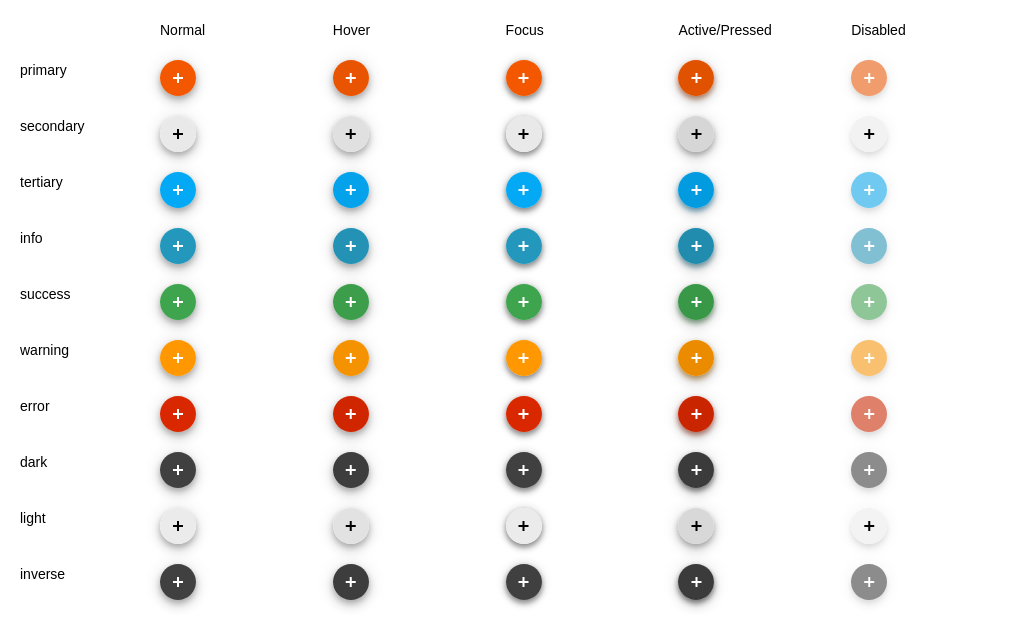 Normal Hover Focus Active/Pressed Disabled
primary + + + + +
secondary + + + + +
tertiary + + + + +
info + + + + +
success + + + + +
warning + + + + +
error + + + + +
dark + + + + +
light + + + + +
inverse + + + + +